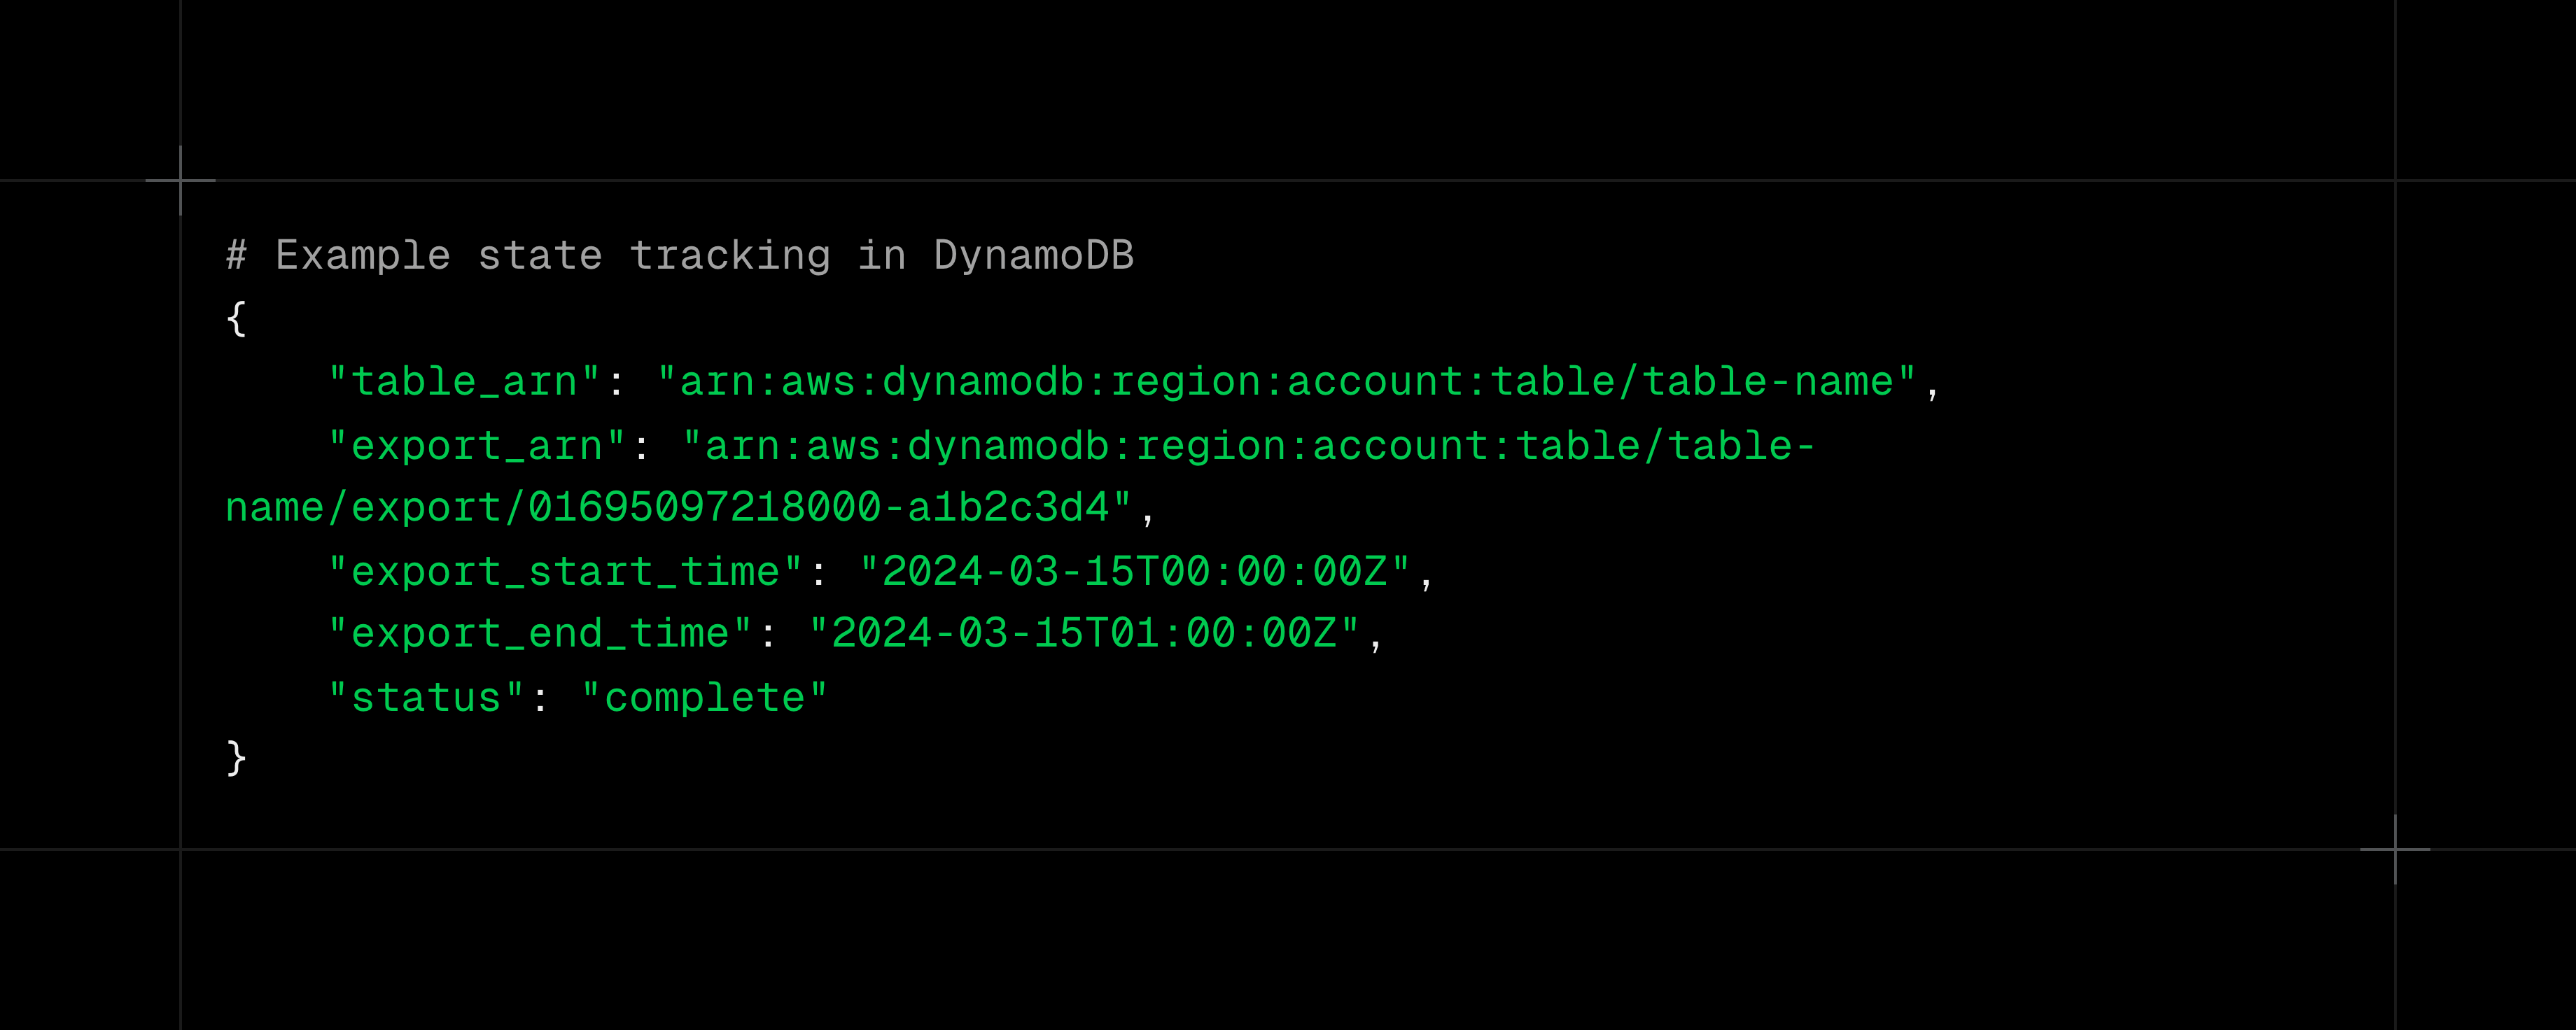 # Example state tracking in DynamoDB
{
    "table_arn": "arn:aws:dynamodb:region:account:table/table-name",
    "export_arn": "arn:aws:dynamodb:region:account:table/table-
name/export/01695097218000-a1b2c3d4",
    "export_start_time": "2024-03-15T00:00:00Z",
    "export_end_time": "2024-03-15T01:00:00Z",
    "status": "complete"
}